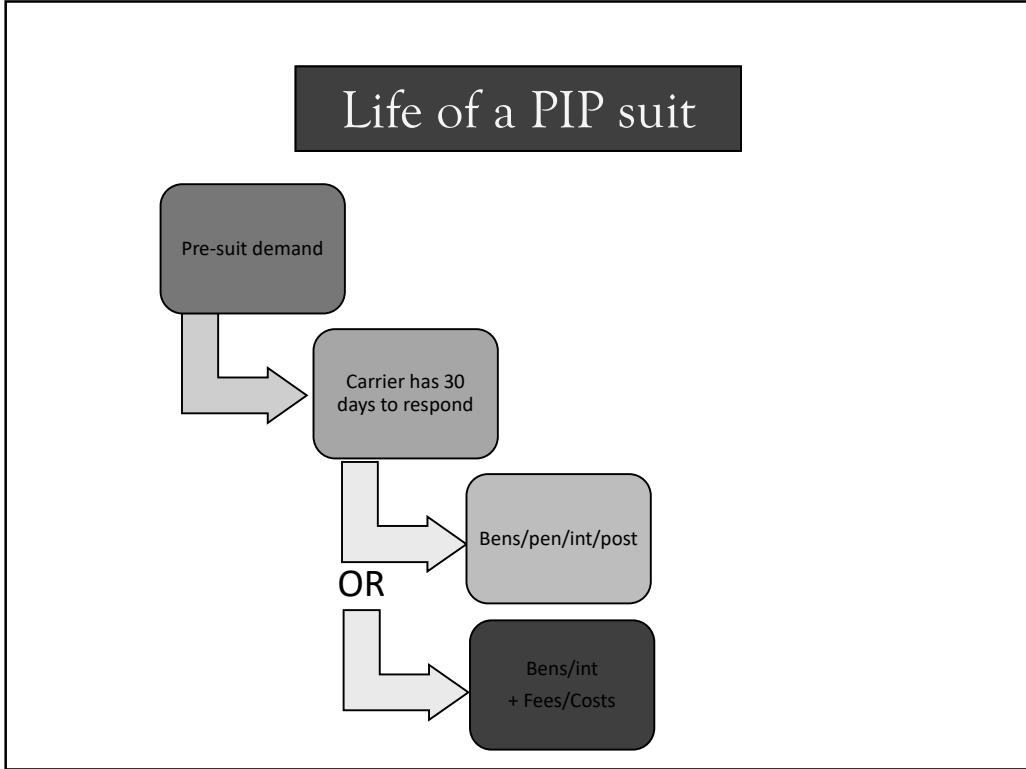 Life of a PIP suit
Pre-suit demand
Carrier has 30
days to respond
Bens/pen/int/post
OR
Bens/int
+ Fees/Costs